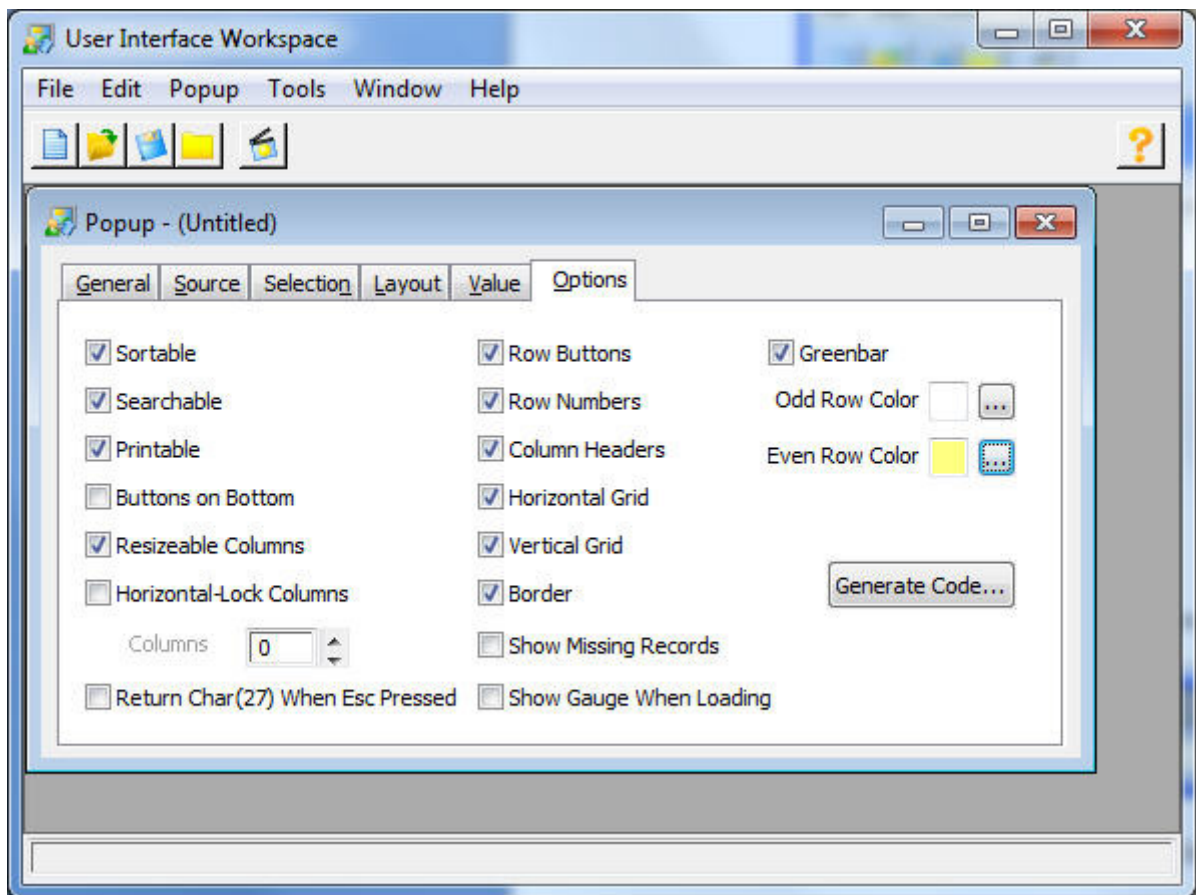 User Interface Workspace
File Edit Popup Tools Window Help
?
Popup - (Untitled)
General Source Selection Layout Value Options
Sortable Row Buttons Greenbar
Searchable Row Numbers Odd Row Color ...
Printable Column Headers Even Row Color ...
Buttons on Bottom Horizontal Grid
Resizeable Columns Vertical Grid
Horizontal-Lock Columns Border Generate Code...
Columns 0 Show Missing Records
Return Char(27) When Esc Pressed Show Gauge When Loading